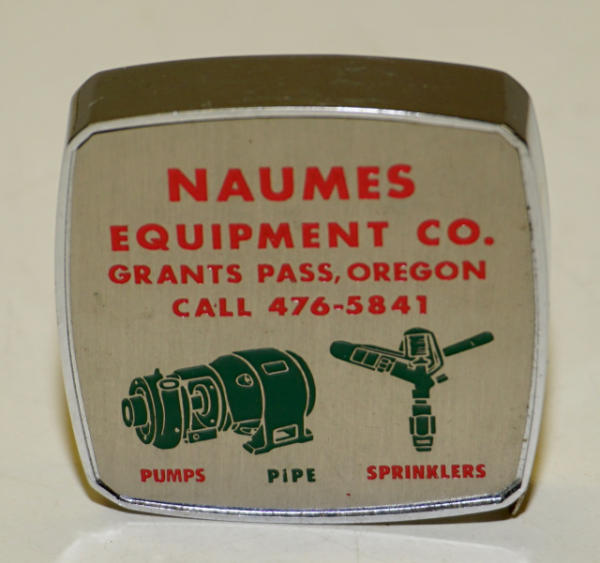 NAUMES
EQUIPMENT CO.
GRANTS PASS, OREGON
CALL 476-5841
PUMPS PiPE SPRINKLERS